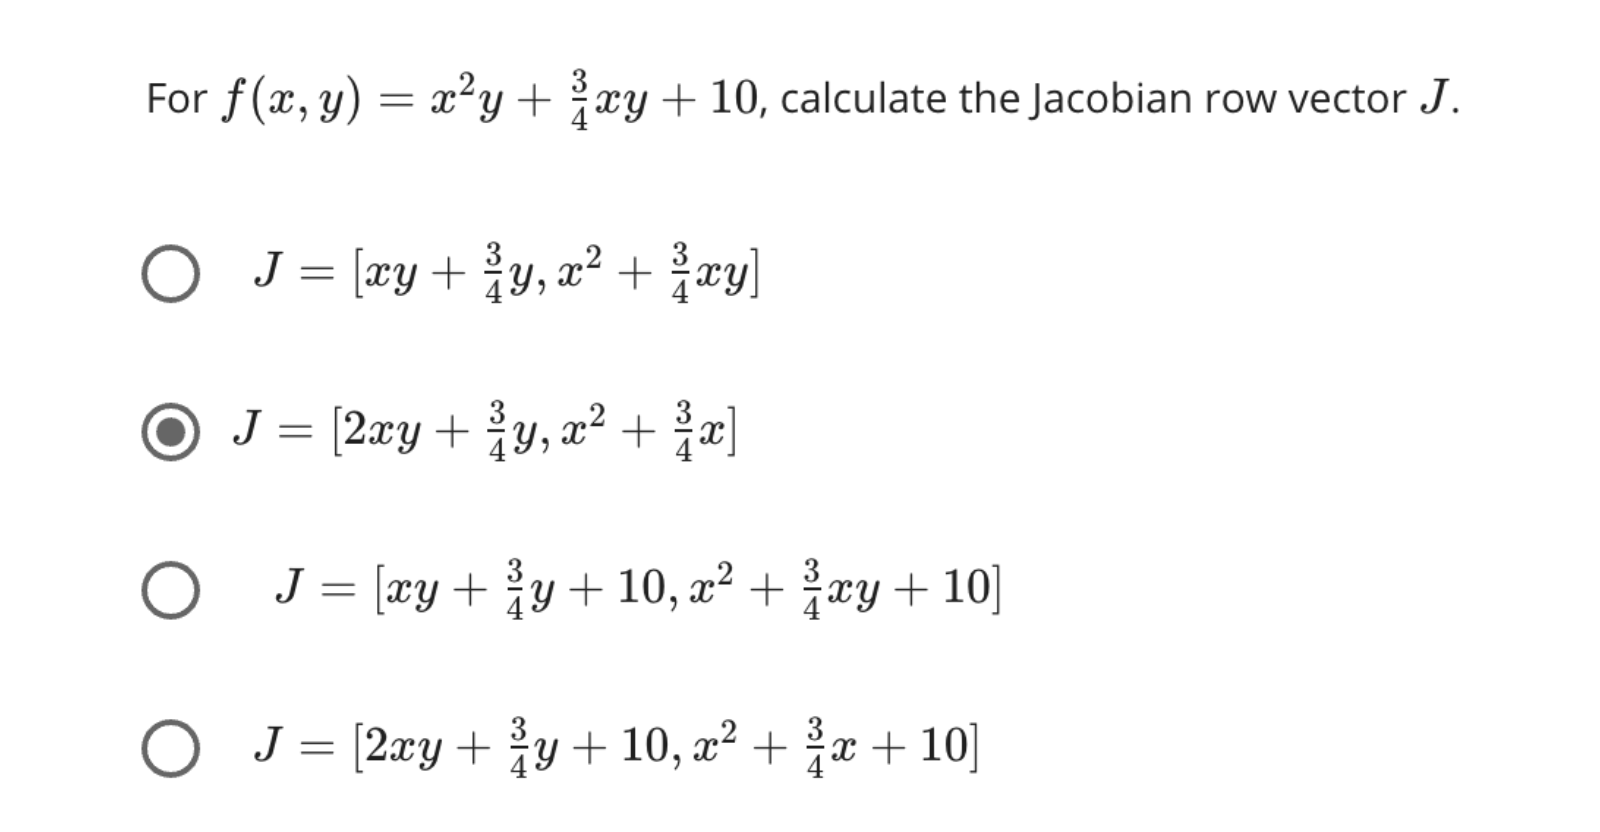 For f(x, y) = x²y + ¾xy + 10, calculate the Jacobian row vector J.
J = [xy + ¾y, x² + ¾xy]
J = [2xy + ¾y, x² + ¾x]
J = [xy + ¾y + 10, x² + ¾xy + 10]
J = [2xy + ¾y + 10, x² + ¾x + 10]